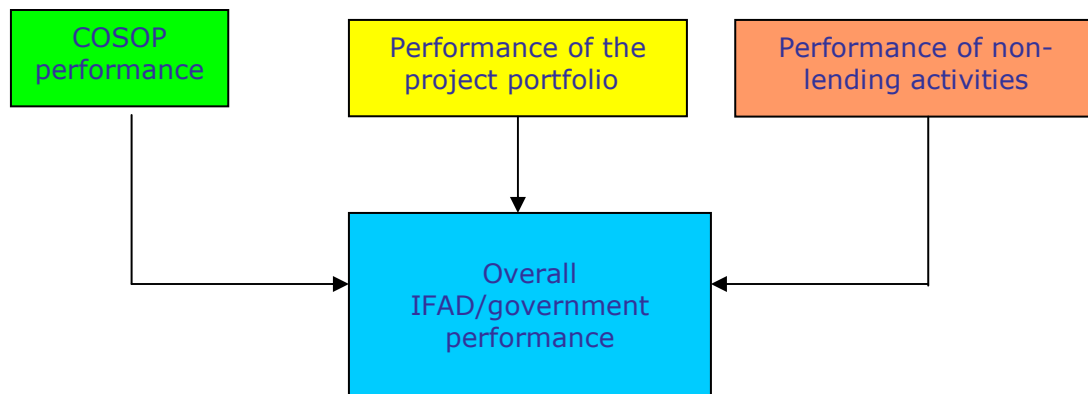 COSOP
performance
Performance of the
project portfolio
Performance of non-
lending activities
Overall
IFAD/government
performance